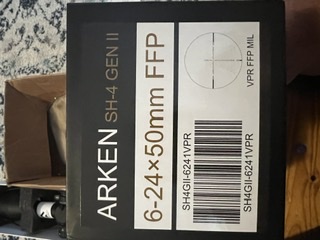 ARKEN SH-4 GEN II
6-24×50mm FFP
VPR FFP MIL
SH4GII-6241VPR
SH4GII-6241VPR